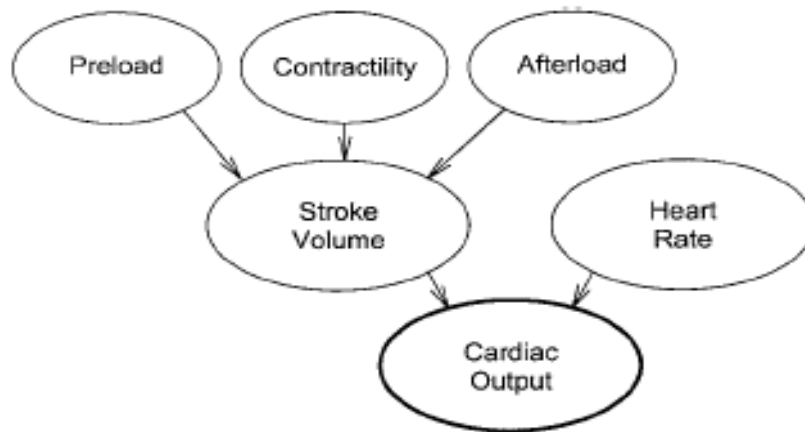 Preload
Contractility
Afterload
Stroke
Volume
Heart
Rate
Cardiac
Output